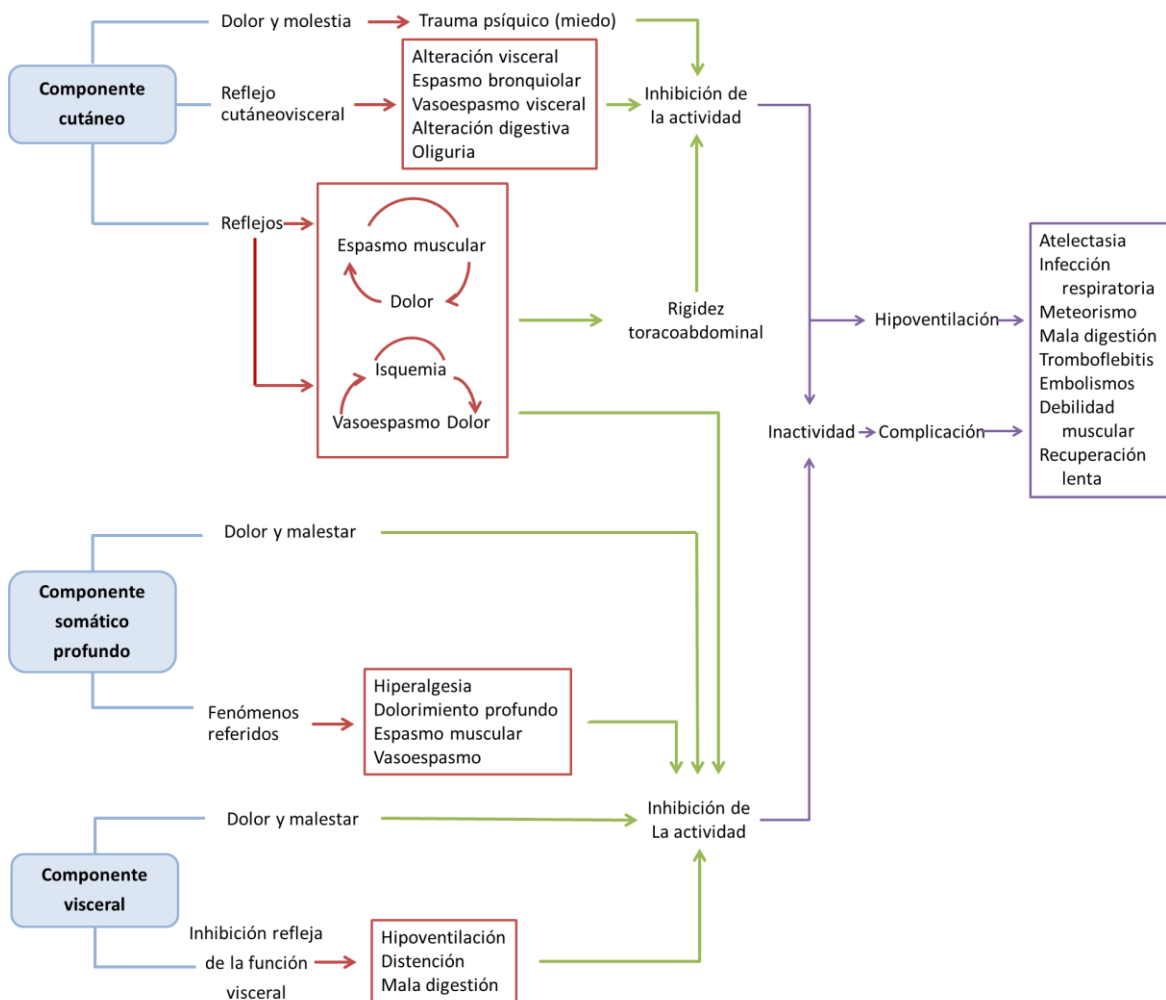 Dolor y molestia
Trauma psíquico (miedo)
Componente
cutáneo
Reflejo
cutáneovisceral
Alteración visceral
Espasmo bronquiolar
Vasoespasmo visceral
Alteración digestiva
Oliguria
Inhibición de
la actividad
Reflejos
Espasmo muscular
Dolor
Isquemia
Vasoespasmo Dolor
Rigidez
toracoabdominal
Hipoventilación
Inactividad
Complicación
Atelectasia
Infección
respiratoria
Meteorismo
Mala digestión
Tromboflebitis
Embolismos
Debilidad
muscular
Recuperación
lenta
Dolor y malestar
Componente
somático
profundo
Fenómenos
referidos
Hiperalgesia
Dolorimiento profundo
Espasmo muscular
Vasoespasmo
Dolor y malestar
Inhibición de
La actividad
Componente
visceral
Inhibición refleja
de la función
visceral
Hipoventilación
Distención
Mala digestión